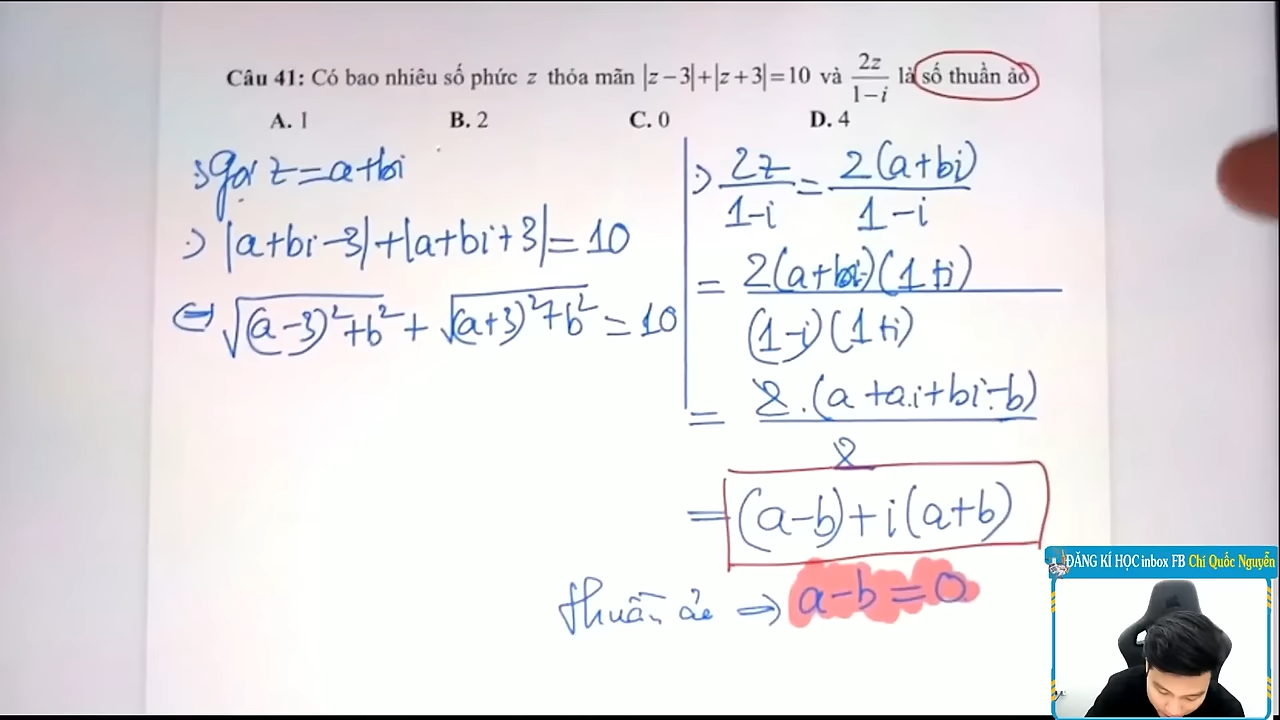 Câu 41: Có bao nhiêu số phức z thỏa mãn |z−3|+|z+3|=10 và 2z/1−i là số thuần ảo
A. 1 B. 2 C. 0 D. 4
Gọi z=a+bi
|a+bi−3|+|a+bi+3|=10
⇔ √(a−3)²+b² + √(a+3)²+b² = 10
2z/1−i = 2(a+bi)/1−i
= 2(a+bi)(1+i)/(1−i)(1+i)
= 2.(a+ai+bi−b)/2
= (a−b)+i(a+b)
thuần ảo ⇒ a−b=0
ĐĂNG KÍ HỌC inbox FB Chí Quốc Nguyễn